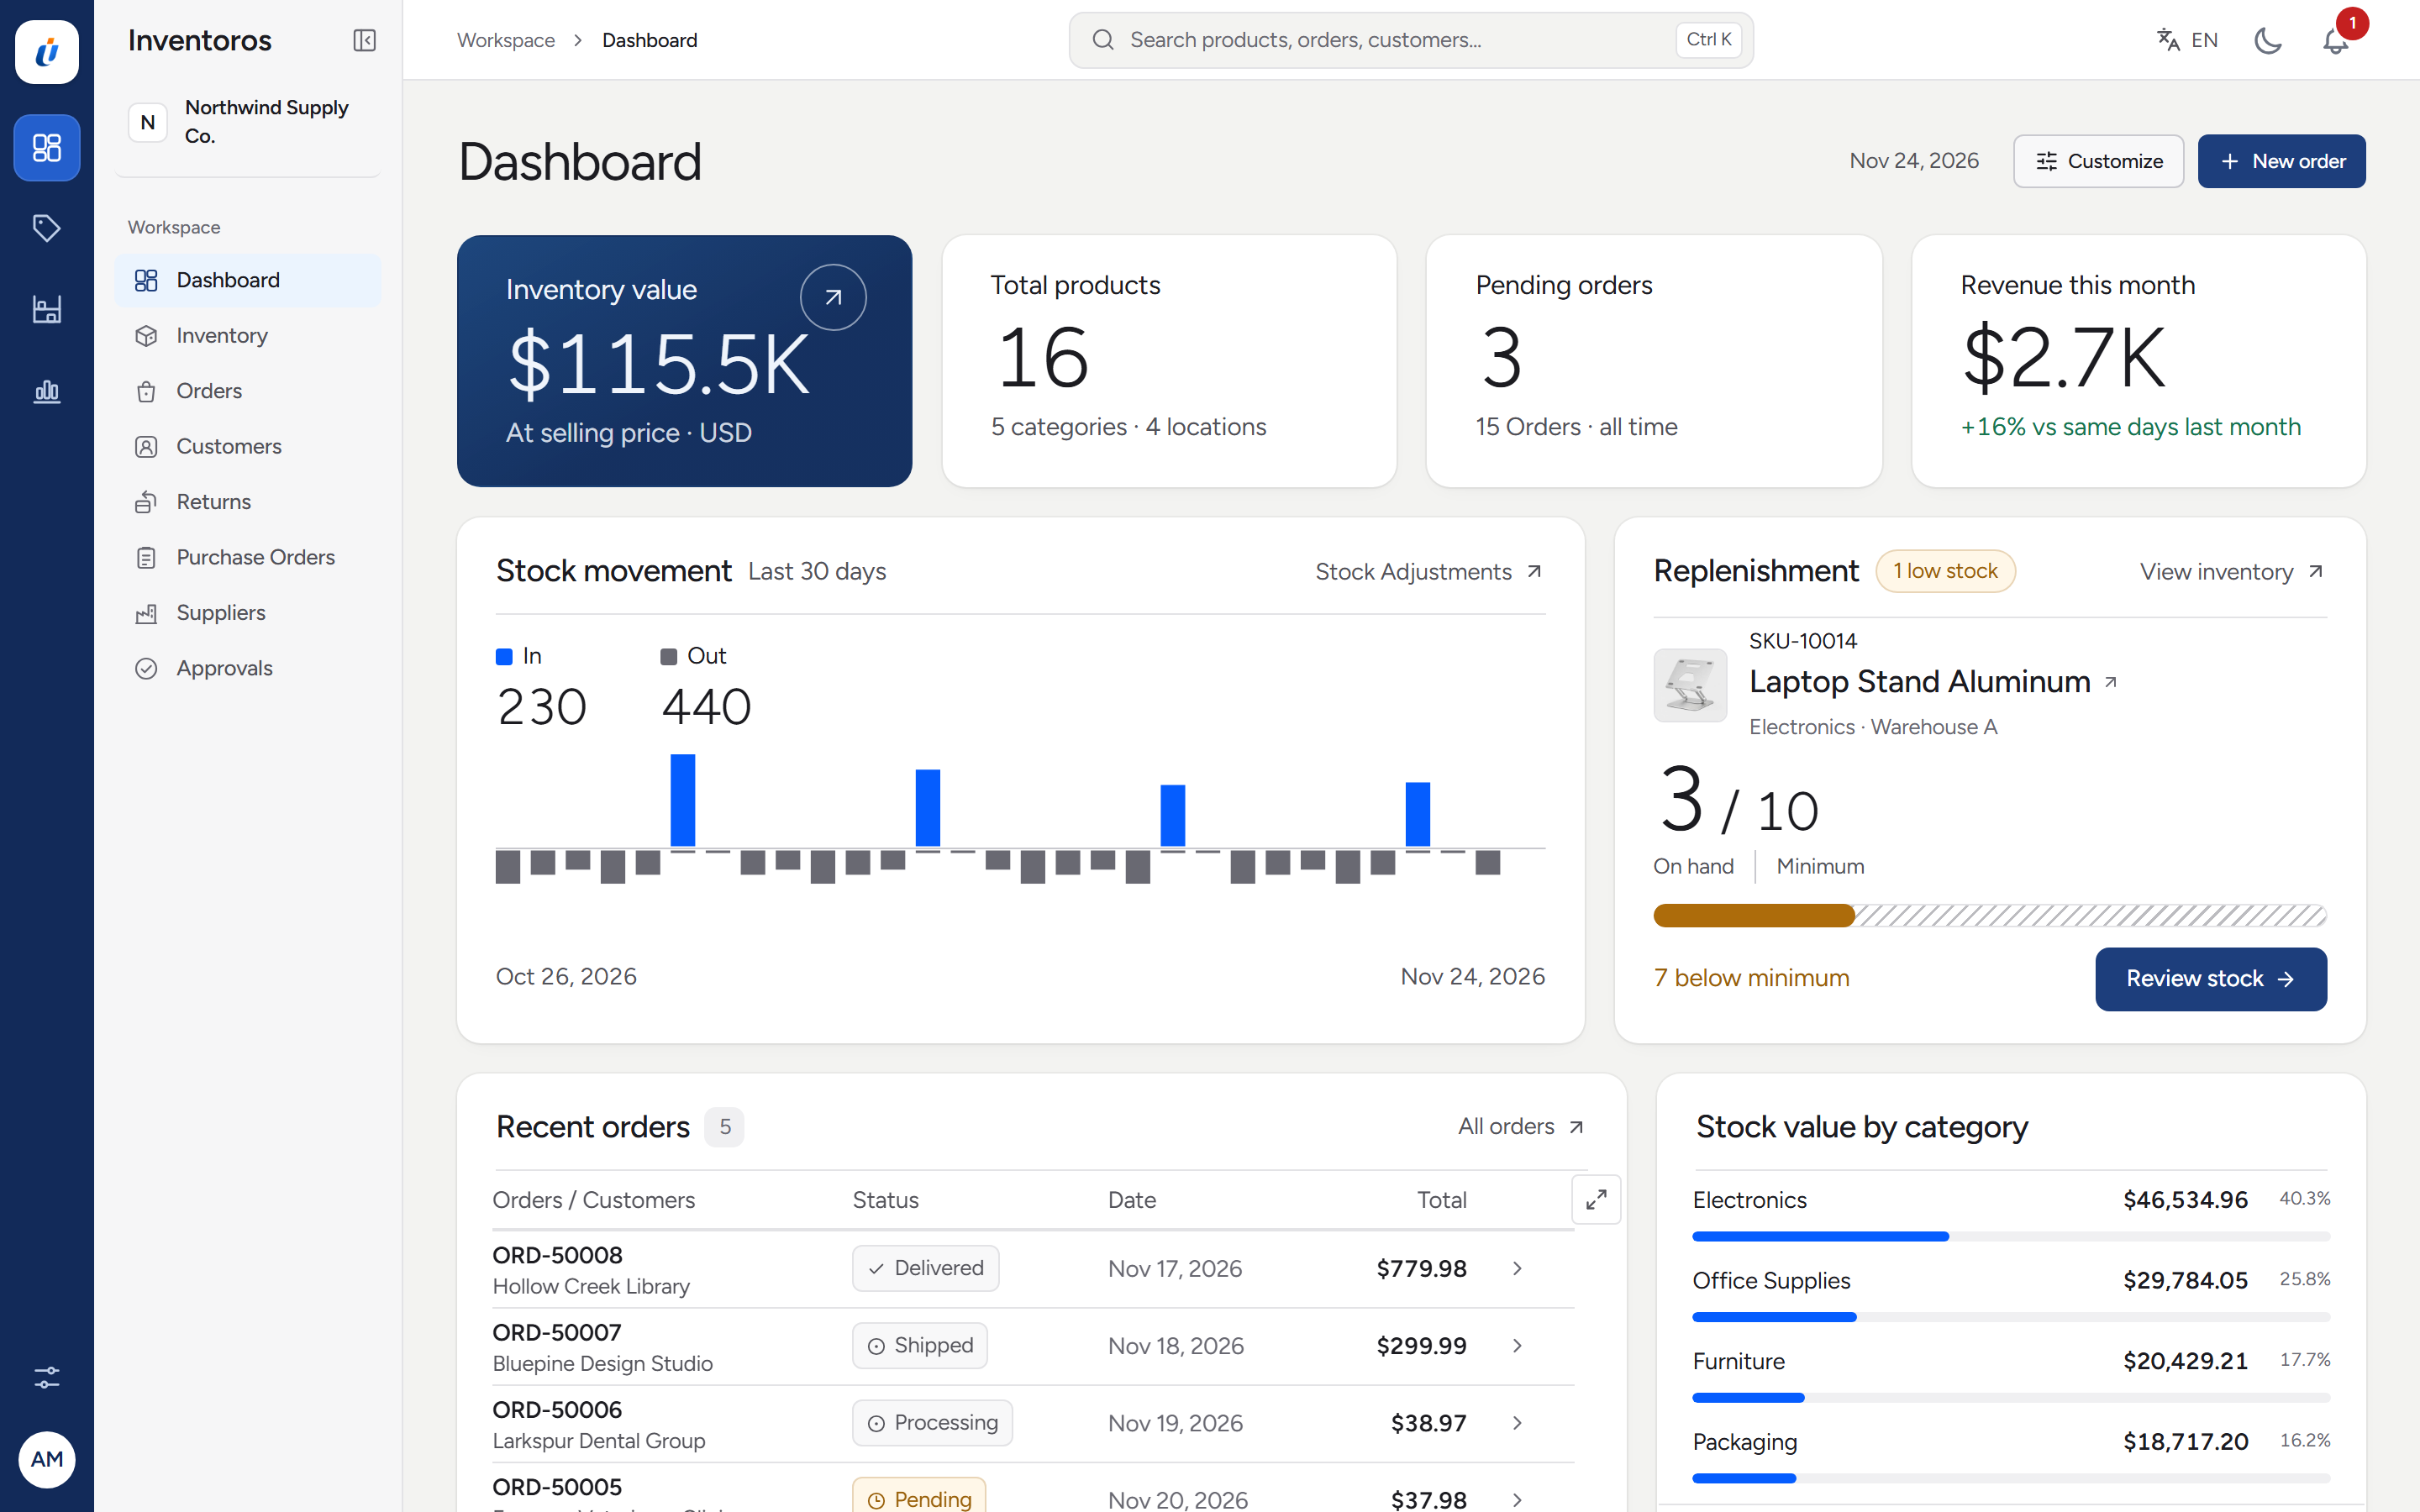 Inventoros
N
Northwind Supply
Co.
Workspace
Dashboard
Inventory
Orders
Customers
Returns
Purchase Orders
Suppliers
Approvals
AM
Workspace
Dashboard
Search products, orders, customers...
Ctrl K
EN
1
Dashboard
Nov 24, 2026
Customize
New order
Inventory value
$115.5K
At selling price · USD
Total products
16
5 categories · 4 locations
Pending orders
3
15 Orders · all time
Revenue this month
$2.7K
+16% vs same days last month
Stock movement
Last 30 days
Stock Adjustments
In
Out
230
440
Oct 26, 2026
Nov 24, 2026
Replenishment
1 low stock
View inventory
SKU-10014
Laptop Stand Aluminum
Electronics · Warehouse A
3 / 10
On hand
Minimum
7 below minimum
Review stock
Recent orders
5
All orders
Orders / Customers
Status
Date
Total
ORD-50008
Hollow Creek Library
Delivered
Nov 17, 2026
$779.98
ORD-50007
Bluepine Design Studio
Shipped
Nov 18, 2026
$299.99
ORD-50006
Larkspur Dental Group
Processing
Nov 19, 2026
$38.97
ORD-50005
Pending
Nov 20, 2026
$37.98
Stock value by category
Electronics
$46,534.96
40.3%
Office Supplies
$29,784.05
25.8%
Furniture
$20,429.21
17.7%
Packaging
$18,717.20
16.2%